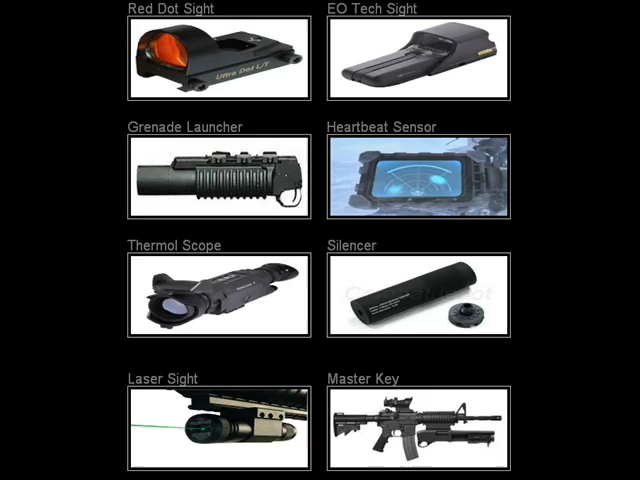 Red Dot Sight
EO Tech Sight
Ultra Dot L/T
Grenade Launcher
Heartbeat Sensor
Thermol Scope
Silencer
Laser Sight
Master Key